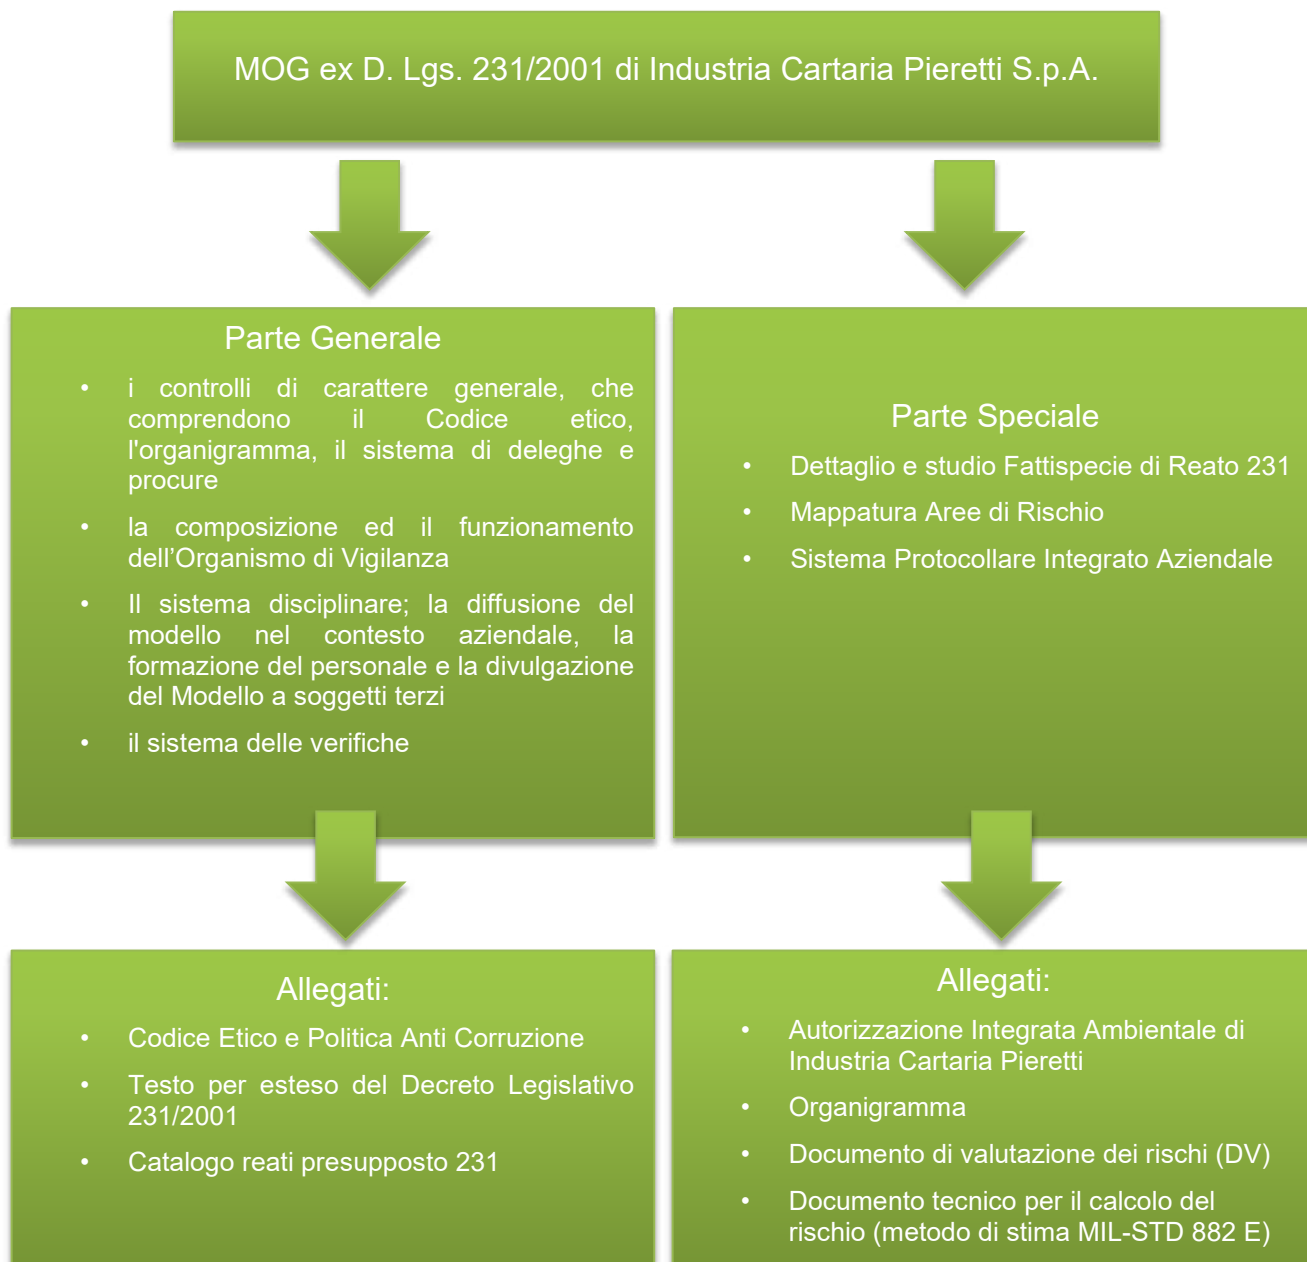 MOG ex D. Lgs. 231/2001 di Industria Cartaria Pieretti S.p.A.
Parte Generale
• i controlli di carattere generale, che
comprendono il Codice etico,
l'organigramma, il sistema di deleghe e
procure
• la composizione ed il funzionamento
dell’Organismo di Vigilanza
• Il sistema disciplinare; la diffusione del
modello nel contesto aziendale, la
formazione del personale e la divulgazione
del Modello a soggetti terzi
• il sistema delle verifiche
Parte Speciale
• Dettaglio e studio Fattispecie di Reato 231
• Mappatura Aree di Rischio
• Sistema Protocollare Integrato Aziendale
Allegati:
• Codice Etico e Politica Anti Corruzione
• Testo per esteso del Decreto Legislativo
231/2001
• Catalogo reati presupposto 231
Allegati:
• Autorizzazione Integrata Ambientale di
Industria Cartaria Pieretti
• Organigramma
• Documento di valutazione dei rischi (DV)
• Documento tecnico per il calcolo del
rischio (metodo di stima MIL-STD 882 E)